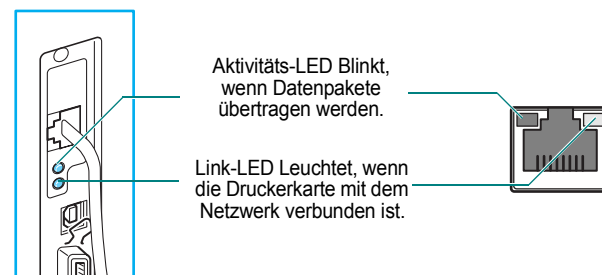 Aktivitäts-LED Blinkt,
wenn Datenpakete
übertragen werden.
Link-LED Leuchtet, wenn
die Druckerkarte mit dem
Netzwerk verbunden ist.